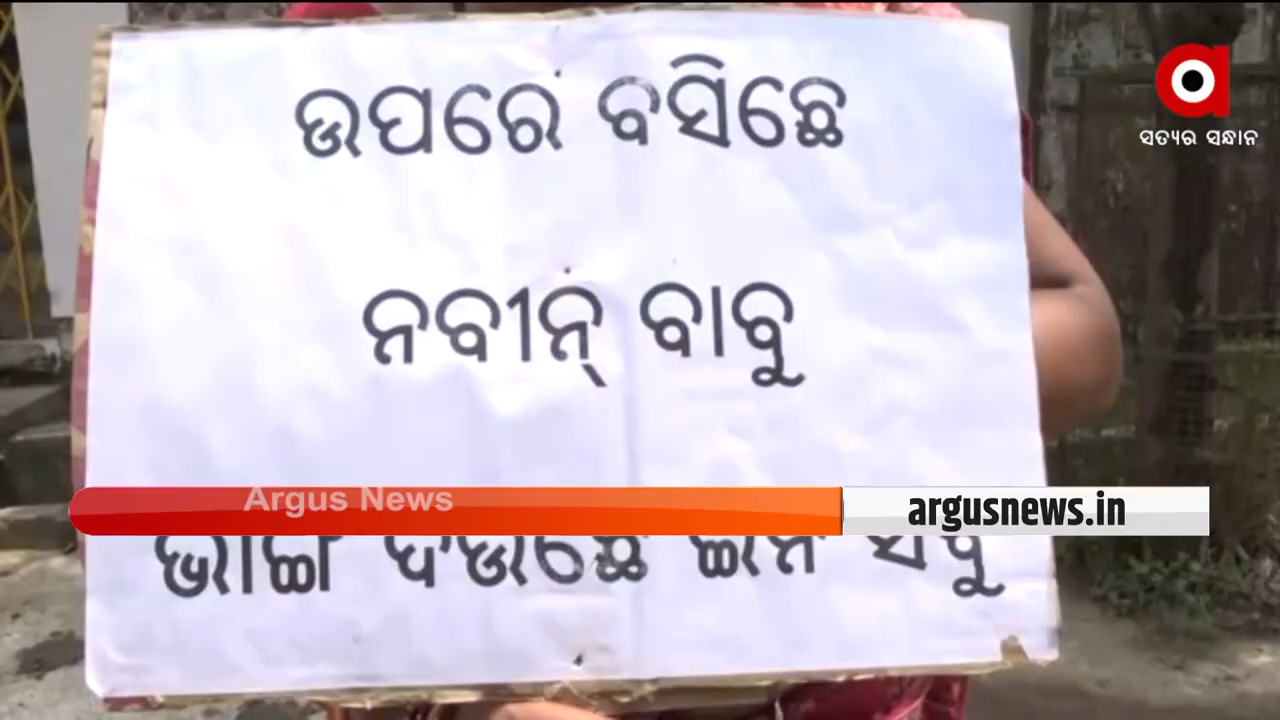 ଉପରେ ବସିଛେ
ସତ୍ୟର ସନ୍ଧାନ
ନବୀନ୍ ବାବୁ
Argus News
argusnews.in